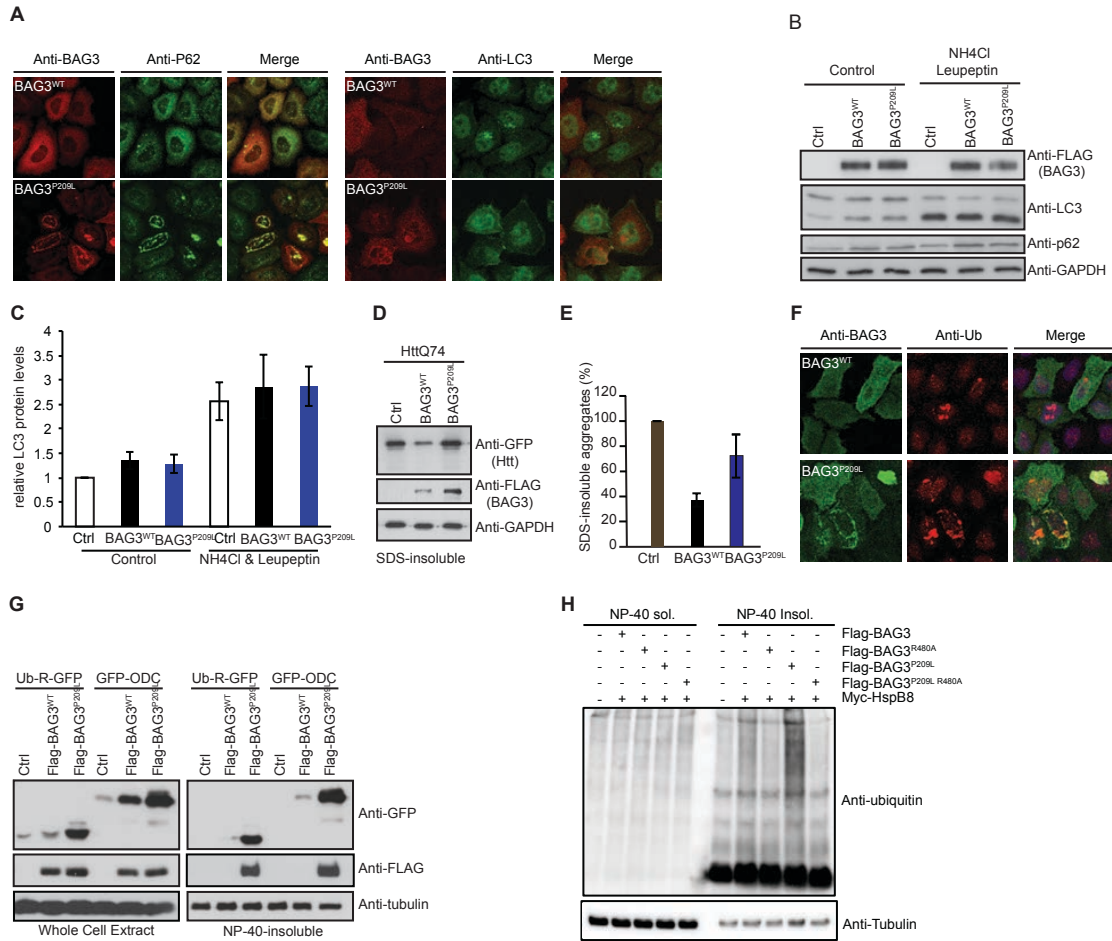 A
Anti-BAG3 Anti-P62 Merge Anti-BAG3 Anti-LC3 Merge
BAG3WT BAG3WT
BAG3P209L BAG3P209L
B
Control NH4Cl Leupeptin
Ctrl BAG3WT BAG3P209L Ctrl BAG3WT BAG3P209L
Anti-FLAG
(BAG3)
Anti-LC3
Anti-p62
Anti-GAPDH
C
relative LC3 protein levels
4
3.5
3
2.5
2
1.5
1
0.5
0
Ctrl BAG3WT BAG3P209L Ctrl BAG3WT BAG3P209L
Control NH4Cl & Leupeptin
D
HttQ74
Ctrl BAG3WT BAG3P209L
Anti-GFP
(Htt)
Anti-FLAG
(BAG3)
Anti-GAPDH
SDS-insoluble
E
SDS-insoluble aggregates (%)
120
100
80
60
40
20
0
Ctrl BAG3WT BAG3P209L
F
Anti-BAG3 Anti-Ub Merge
BAG3WT
BAG3P209L
G
Ub-R-GFP GFP-ODC Ub-R-GFP GFP-ODC
Ctrl Flag-BAG3WT Flag-BAG3P209L Ctrl Flag-BAG3WT Flag-BAG3P209L Ctrl Flag-BAG3WT Flag-BAG3P209L Ctrl Flag-BAG3WT Flag-BAG3P209L
Anti-GFP
Anti-FLAG
Anti-tubulin
Whole Cell Extract NP-40-insoluble
H
NP-40 sol. NP-40 Insol.
- + - - - - + - - - Flag-BAG3
- - + - - - - + - - Flag-BAG3R480A
- - - + - - - - + - Flag-BAG3P209L
- - - - + - - - - + Flag-BAG3P209L R480A
- + + + + - + + + + Myc-HspB8
Anti-ubiquitin
Anti-Tubulin